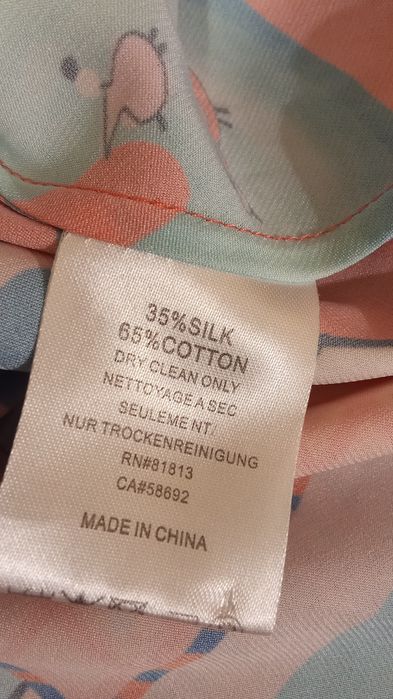 35%SILK
65%COTTON
DRY CLEAN ONLY
NETTOYAGE A SEC
SEULEME NT.
NUR TROCKENREINIGUNG
RN#81813
CA#58692
MADE IN CHINA